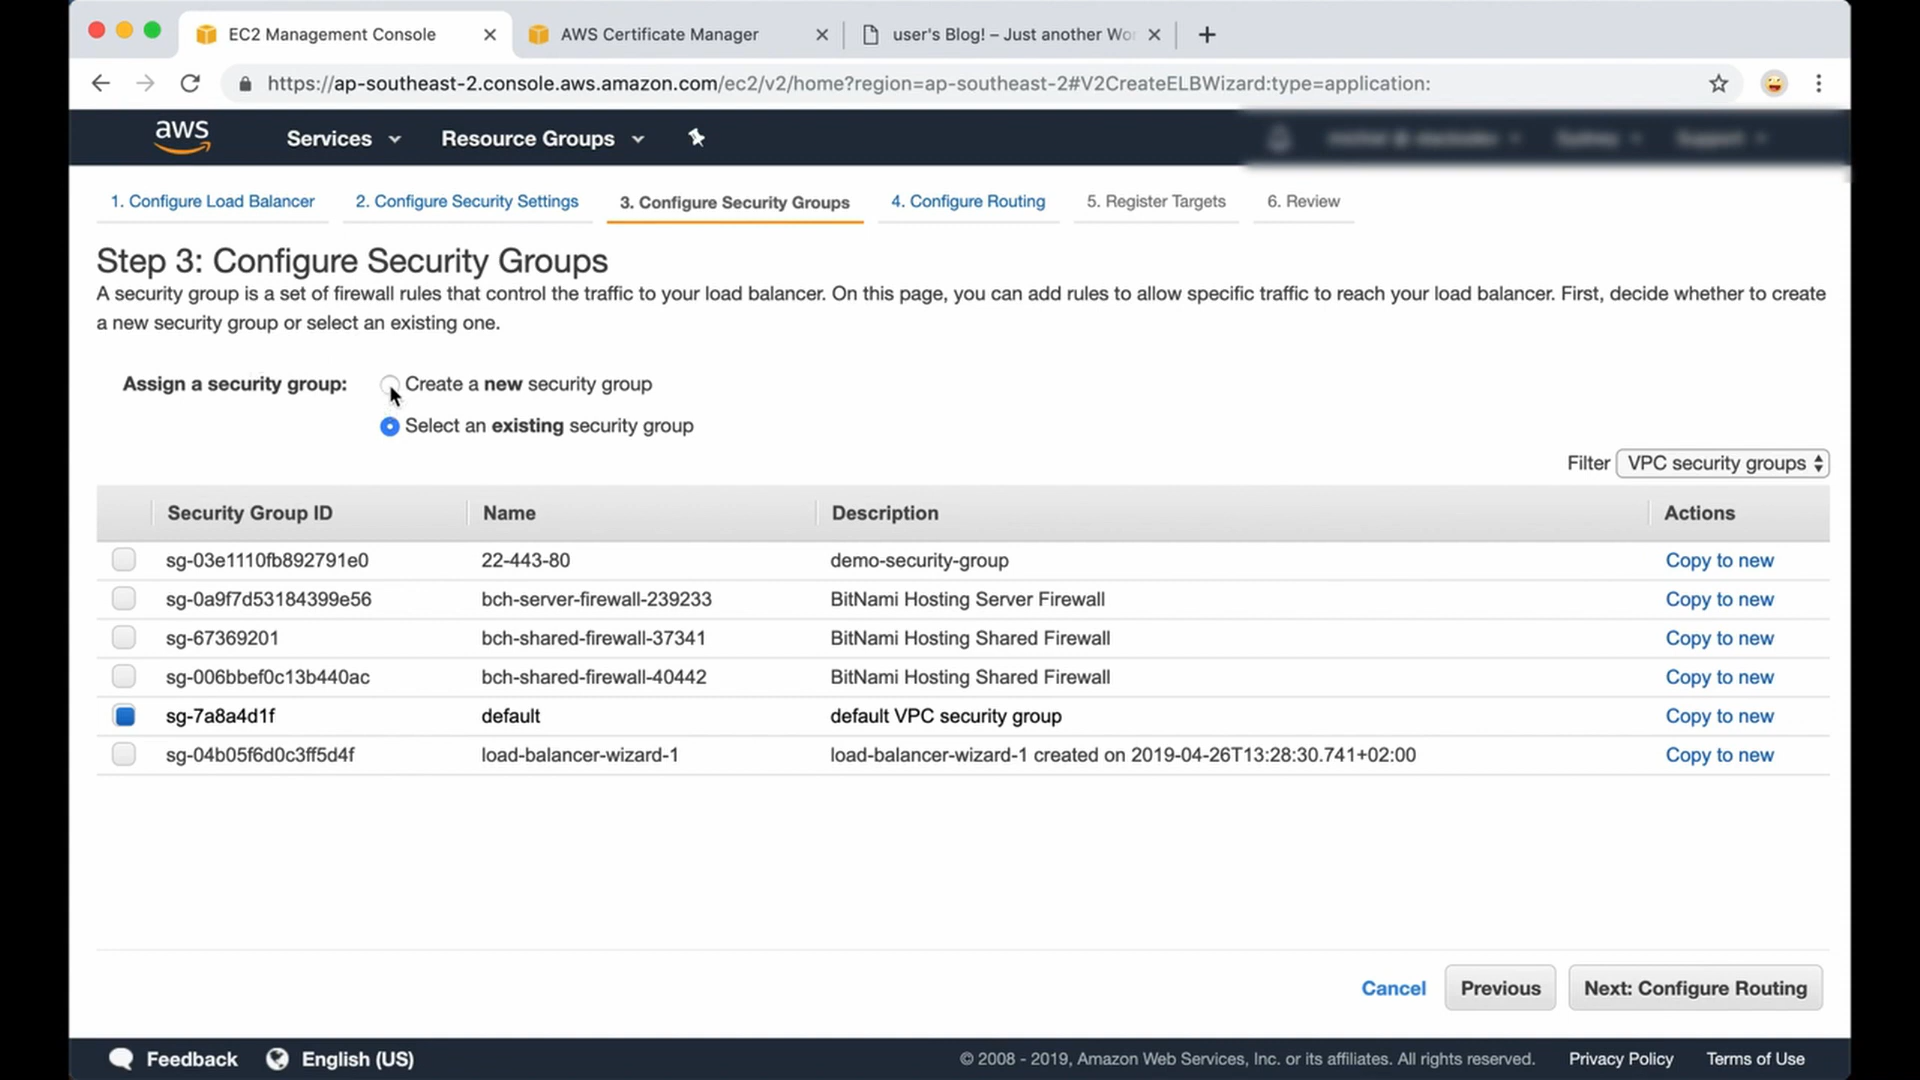 EC2 Management Console
AWS Certificate Manager
user's Blog! – Just another Wo
https://ap-southeast-2.console.aws.amazon.com/ec2/v2/home?region=ap-southeast-2#V2CreateELBWizard:type=application:
aws Services Resource Groups
1. Configure Load Balancer 2. Configure Security Settings 3. Configure Security Groups 4. Configure Routing 5. Register Targets 6. Review
Step 3: Configure Security Groups
A security group is a set of firewall rules that control the traffic to your load balancer. On this page, you can add rules to allow specific traffic to reach your load balancer. First, decide whether to create
a new security group or select an existing one.
Assign a security group: Create a new security group
Select an existing security group
Filter VPC security groups
Security Group ID Name Description Actions
sg-03e1110fb892791e0 22-443-80 demo-security-group Copy to new
sg-0a9f7d53184399e56 bch-server-firewall-239233 BitNami Hosting Server Firewall Copy to new
sg-67369201 bch-shared-firewall-37341 BitNami Hosting Shared Firewall Copy to new
sg-006bbef0c13b440ac bch-shared-firewall-40442 BitNami Hosting Shared Firewall Copy to new
sg-7a8a4d1f default default VPC security group Copy to new
sg-04b05f6d0c3ff5d4f load-balancer-wizard-1 load-balancer-wizard-1 created on 2019-04-26T13:28:30.741+02:00 Copy to new
Cancel Previous Next: Configure Routing
Feedback English (US) © 2008 - 2019, Amazon Web Services, Inc. or its affiliates. All rights reserved. Privacy Policy Terms of Use